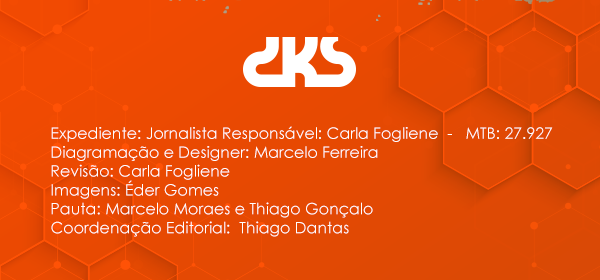 DKS
Expediente: Jornalista Responsável: Carla Fogliene - MTB: 27.927
Diagramação e Designer: Marcelo Ferreira
Revisão: Carla Fogliene
Imagens: Éder Gomes
Pauta: Marcelo Moraes e Thiago Gonçalo
Coordenação Editorial: Thiago Dantas